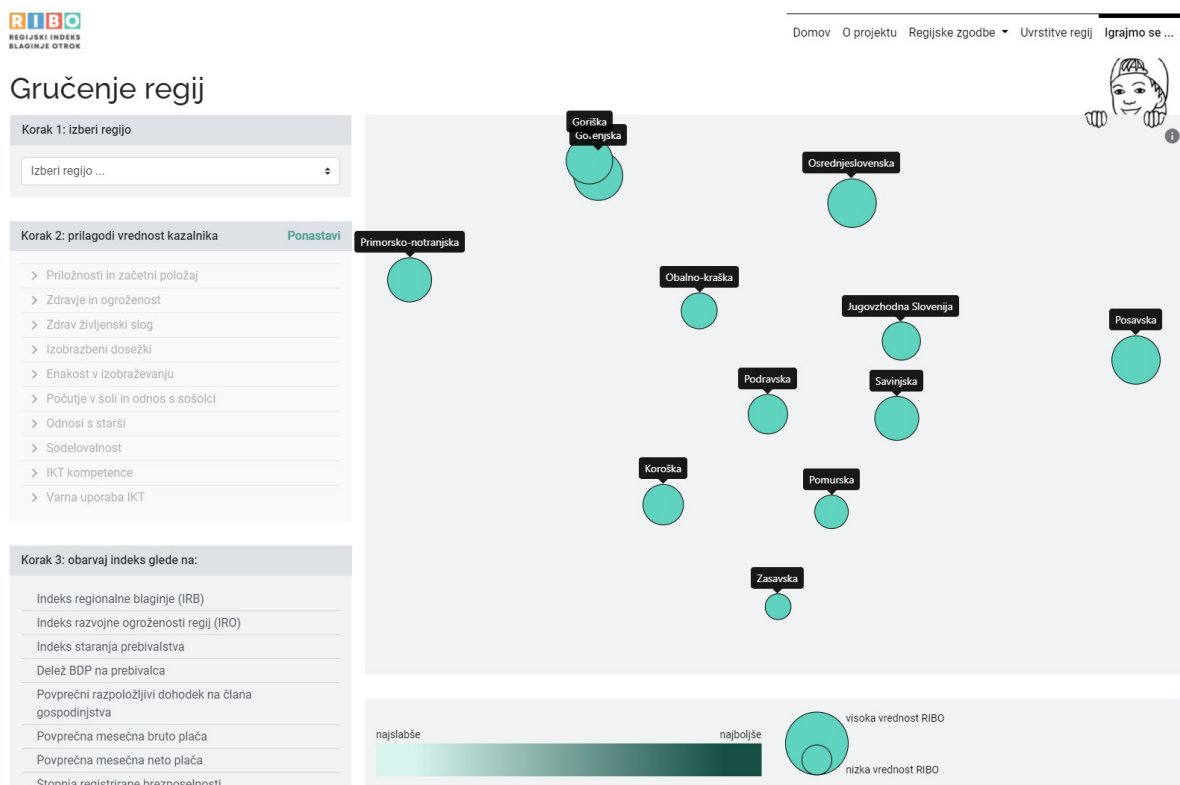 RIBO
REGIJSKI INDEKS
BLAGINJE OTROK
Domov O projektu Regijske zgodbe Uvrstitve regij Igrajmo se ...
Gručenje regij
Korak 1: izberi regijo
Izberi regijo ...
Korak 2: prilagodi vrednost kazalnika Ponastavi
Priložnosti in začetni položaj
Zdravje in ogroženost
Zdrav življenjski slog
Izobrazbeni dosežki
Enakost v izobraževanju
Počutje v šoli in odnos s sošolci
Odnosi s starši
Sodelovalnost
IKT kompetence
Varna uporaba IKT
Korak 3: obarvaj indeks glede na:
Indeks regionalne blaginje (IRB)
Indeks razvojne ogroženosti regij (IRO)
Indeks staranja prebivalstva
Delež BDP na prebivalca
Povprečni razpoložljivi dohodek na člana
gospodinjstva
Povprečna mesečna bruto plača
Povprečna mesečna neto plača
Stopnja registrirane brezposelnosti
Goriška
Gorenjska
Osrednjeslovenska
Primorsko-notranjska
Obalno-kraška
Jugovzhodna Slovenija
Posavska
Podravska
Savinjska
Koroška
Pomurska
Zasavska
najslabše najboljše
visoka vrednost RIBO
nizka vrednost RIBO